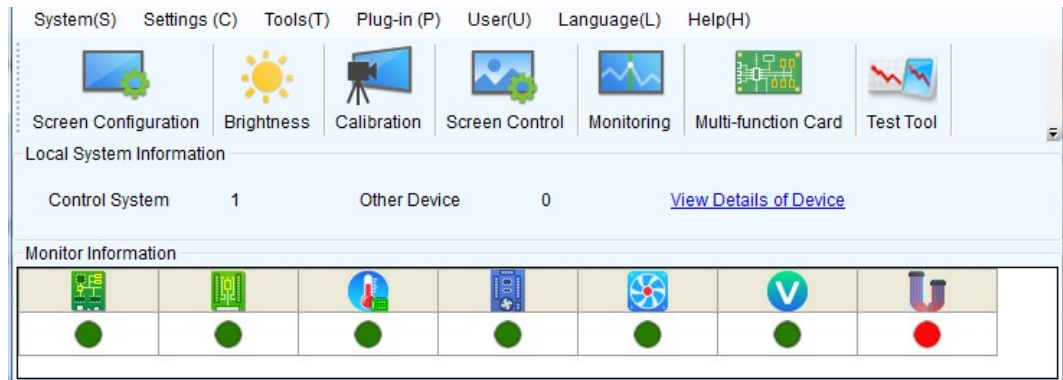 System(S) Settings (C) Tools(T) Plug-in (P) User(U) Language(L) Help(H)
Screen Configuration Brightness Calibration Screen Control Monitoring Multi-function Card Test Tool
Local System Information
Control System 1 Other Device 0 View Details of Device
Monitor Information
V